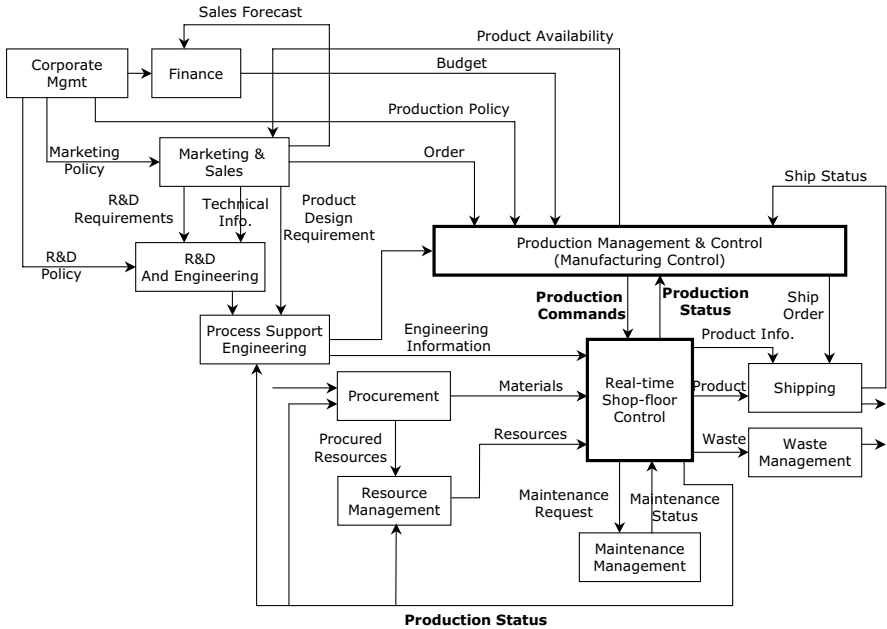 Sales Forecast
Product Availability
Corporate
Mgmt
Finance
Budget
Production Policy
Marketing
Policy
Marketing &
Sales
Order
Ship Status
R&D
Requirements
Technical
Info.
Product
Design
Requirement
R&D
Policy
R&D
And Engineering
Production Management & Control
(Manufacturing Control)
Production
Commands
Production
Status
Ship
Order
Process Support
Engineering
Engineering
Information
Product Info.
Procurement
Materials
Real-time
Shop-floor
Control
Product
Shipping
Procured
Resources
Resources
Waste
Waste
Management
Resource
Management
Maintenance
Request
Maintenance
Status
Maintenance
Management
Production Status